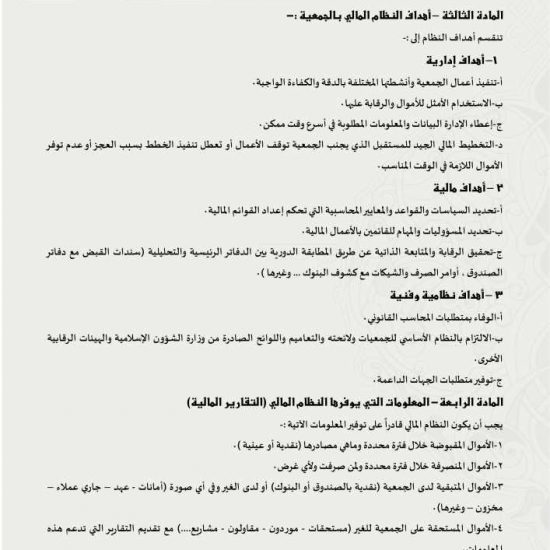 المادة الثالثة – أهداف النظام المالي بالجمعية :–
تنقسم أهداف النظام إلى :-
١– أهداف إدارية
أ-تنفيذ أعمال الجمعية وأنشطتها المختلفة بالدقة والكفاءة الواجبة.
ب-الاستخدام الأمثل للأموال والرقابة عليها.
ج-إعطاء الإدارة البيانات والمعلومات المطلوبة في أسرع وقت ممكن.
د-التخطيط المالي الجيد للمستقبل الذي يجنب الجمعية توقف الأعمال أو تعطل تنفيذ الخطط بسبب العجز أو عدم توفر
الأموال اللازمة في الوقت المناسب.
٢ – أهداف مالية
أ-تحديد السياسات والقواعد والمعايير المحاسبية التي تحكم إعداد القوائم المالية.
ب-تحديد المسؤوليات والمهام للقائمين بالأعمال المالية.
ج-تحقيق الرقابة والمتابعة الذاتية عن طريق المطابقة الدورية بين الدفاتر الرئيسية والتحليلية (سندات القبض مع دفاتر
الصندوق ، أوامر الصرف والشيكات مع كشوف البنوك ... وغيرها ).
٣ – أهداف نظامية وفنية
أ-الوفاء بمتطلبات المحاسب القانوني.
ب-الالتزام بالنظام الأساسي للجمعيات ولائحته والتعاميم واللوائح الصادرة من وزارة الشؤون الإسلامية والهيئات الرقابية
الأخرى.
ج-توفير متطلبات الجهات الداعمة.
المادة الرابعة – المعلومات التي يوفرها النظام المالي (التقارير المالية)
يجب أن يكون النظام المالي قادراً على توفير المعلومات الآتية :-
١-الأموال المقبوضة خلال فترة محددة وماهي مصادرها (نقدية أو عينية ).
٢-الأموال المنصرفة خلال فترة محددة ولمن صرفت ولأي غرض.
٣-الأموال المتبقية لدى الجمعية (نقدية بالصندوق أو البنوك) أو لدى الغير وفي أي صورة (أمانات - عهد – جاري عملاء –
مخزون – وغيرها).
٤-الأموال المستحقة على الجمعية للغير (مستحقات - موردون - مقاولون - مشاريع....) مع تقديم التقارير التي تدعم هذه